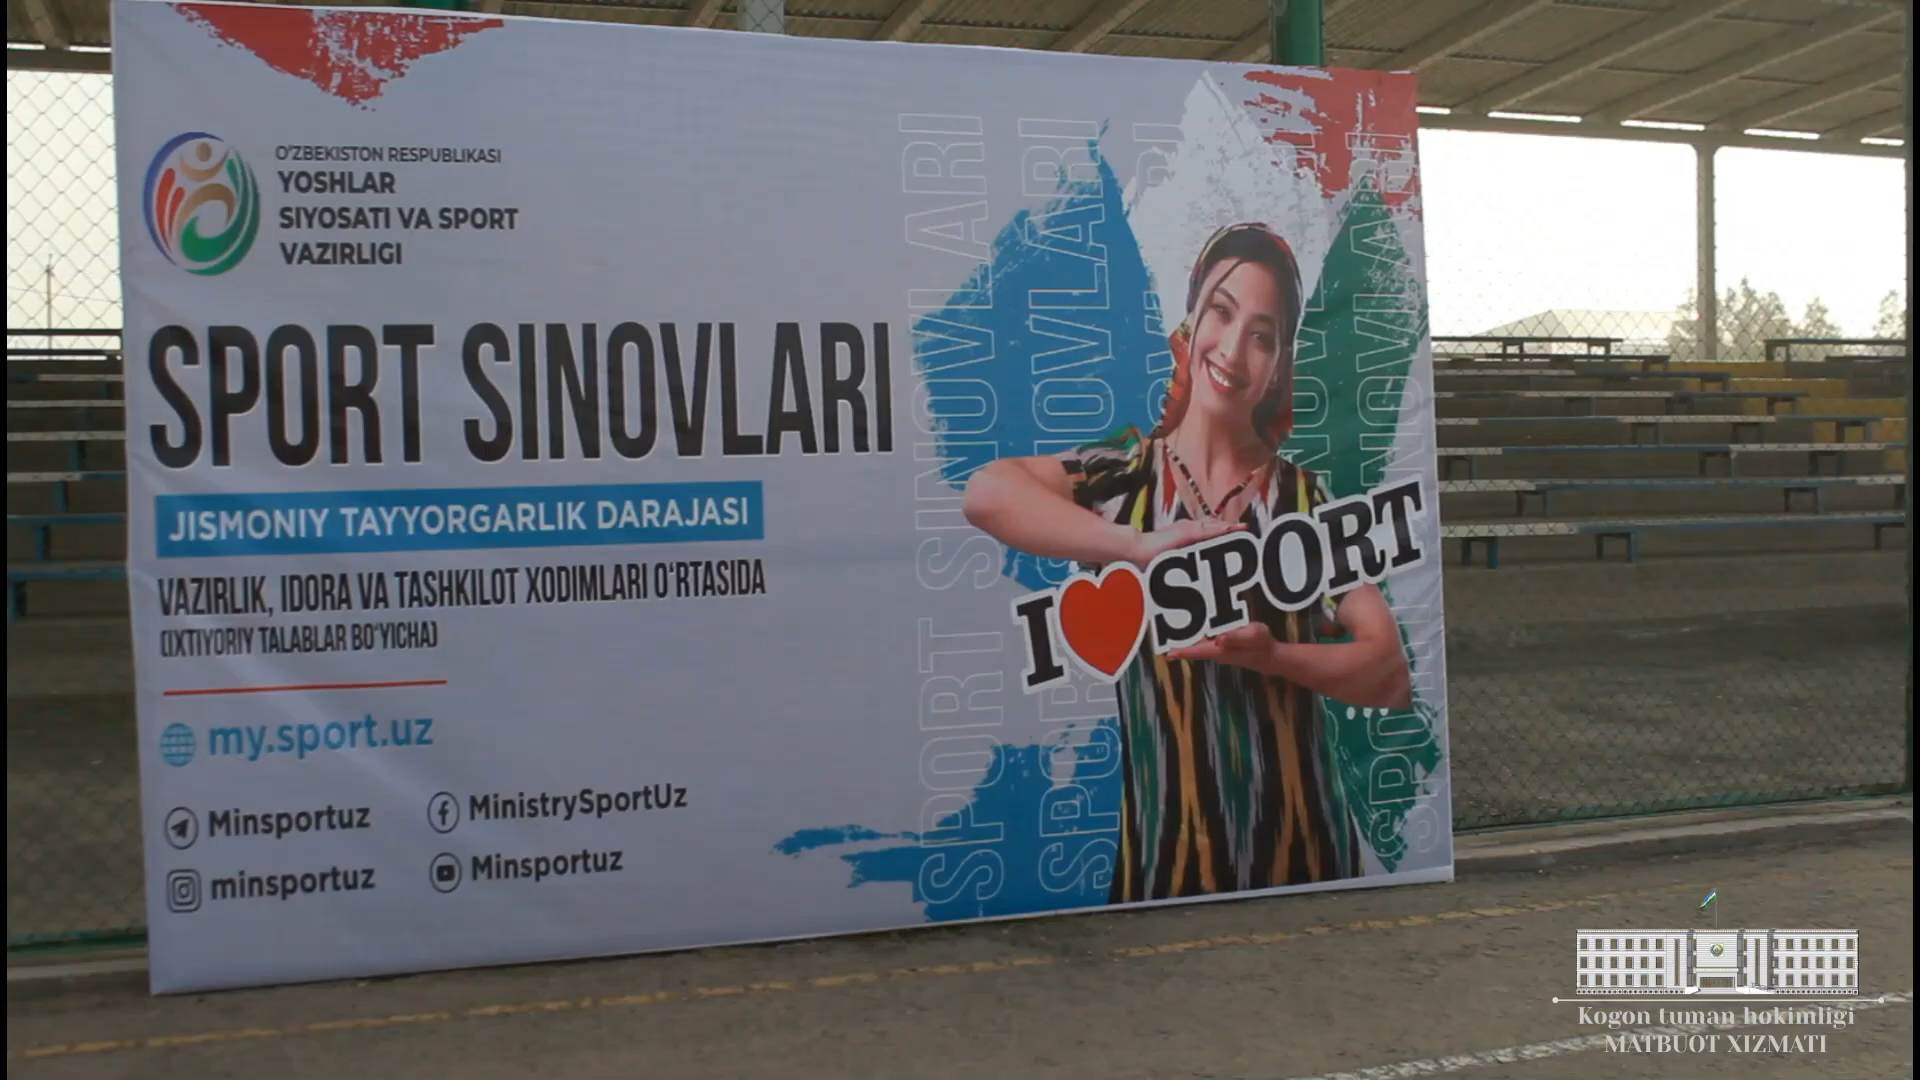 O'ZBEKISTON RESPUBLIKASI
YOSHLAR
SIYOSATI VA SPORT
VAZIRLIGI
SPORT SINOVLARI
JISMONIY TAYYORGARLIK DARAJASI
VAZIRLIK, IDORA VA TASHKILOT XODIMLARI O'RTASIDA
(IXTIYORIY TALABLAR BO'YICHA)
my.sport.uz
Minsportuz
MinistrySportUz
minsportuz
Minsportuz
SPORT SINOVLARI
SPORT SINOVLARI
I ❤ SPORT
Kogon tuman hokimligi
MATBUOT XIZMATI